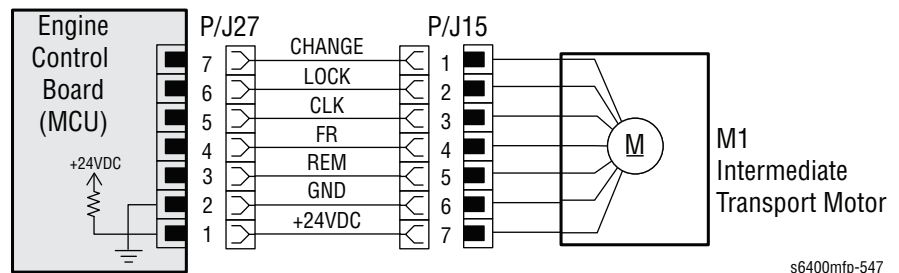 Engine
Control
Board
(MCU)
+24VDC
P/J27
P/J15
7 CHANGE 1
6 LOCK 2
5 CLK 3
4 FR 4
3 REM 5
2 GND 6
1 +24VDC 7
M
M1
Intermediate
Transport Motor
s6400mfp-547